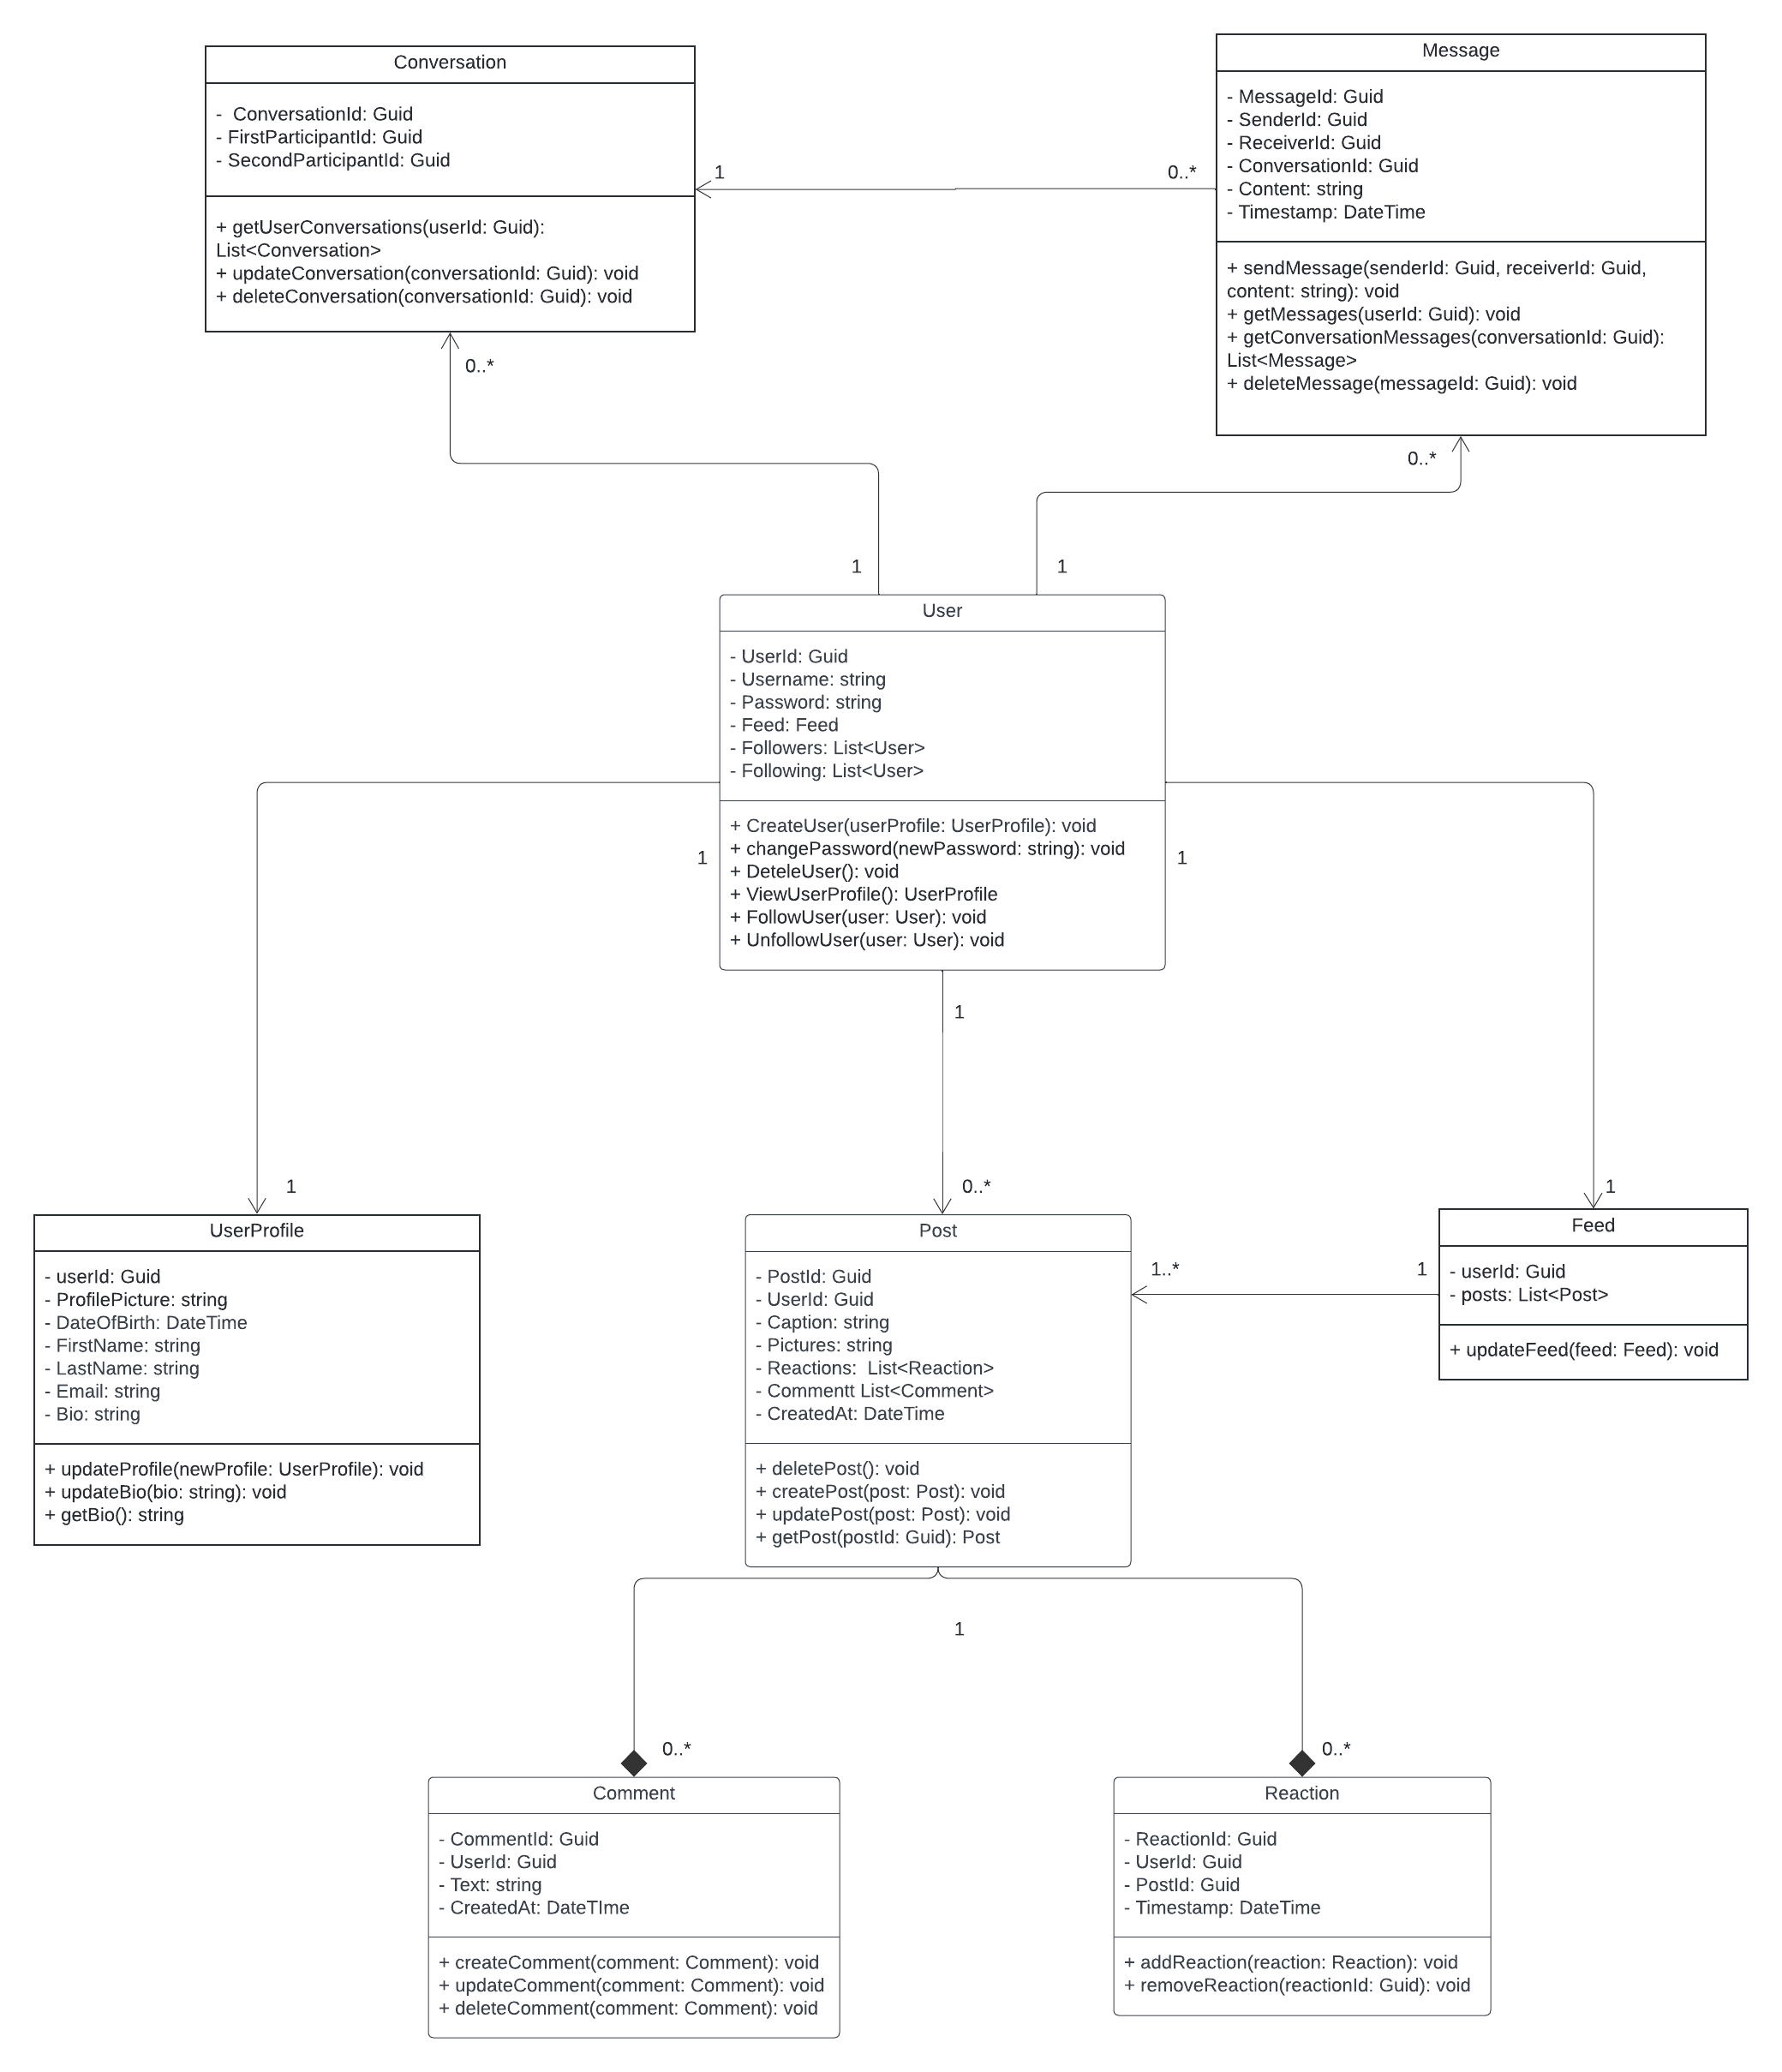 Conversation
-  ConversationId: Guid
- FirstParticipantId: Guid
- SecondParticipantId: Guid
+ getUserConversations(userId: Guid):
List<Conversation>
+ updateConversation(conversationId: Guid): void
+ deleteConversation(conversationId: Guid): void
Message
- MessageId: Guid
- SenderId: Guid
- ReceiverId: Guid
- ConversationId: Guid
- Content: string
- Timestamp: DateTime
+ sendMessage(senderId: Guid, receiverId: Guid,
content: string): void
+ getMessages(userId: Guid): void
+ getConversationMessages(conversationId: Guid):
List<Message>
+ deleteMessage(messageId: Guid): void
1
0..*
0..*
0..*
1
1
User
- UserId: Guid
- Username: string
- Password: string
- Feed: Feed
- Followers: List<User>
- Following: List<User>
+ CreateUser(userProfile: UserProfile): void
+ changePassword(newPassword: string): void
+ DeteleUser(): void
+ ViewUserProfile(): UserProfile
+ FollowUser(user: User): void
+ UnfollowUser(user: User): void
1
1
1
1
0..*
1
UserProfile
- userId: Guid
- ProfilePicture: string
- DateOfBirth: DateTime
- FirstName: string
- LastName: string
- Email: string
- Bio: string
+ updateProfile(newProfile: UserProfile): void
+ updateBio(bio: string): void
+ getBio(): string
Post
- PostId: Guid
- UserId: Guid
- Caption: string
- Pictures: string
- Reactions:  List<Reaction>
- Commentt List<Comment>
- CreatedAt: DateTime
+ deletePost(): void
+ createPost(post: Post): void
+ updatePost(post: Post): void
+ getPost(postId: Guid): Post
1..*
1
Feed
- userId: Guid
- posts: List<Post>
+ updateFeed(feed: Feed): void
1
0..*
0..*
Comment
- CommentId: Guid
- UserId: Guid
- Text: string
- CreatedAt: DateTIme
+ createComment(comment: Comment): void
+ updateComment(comment: Comment): void
+ deleteComment(comment: Comment): void
Reaction
- ReactionId: Guid
- UserId: Guid
- PostId: Guid
- Timestamp: DateTime
+ addReaction(reaction: Reaction): void
+ removeReaction(reactionId: Guid): void